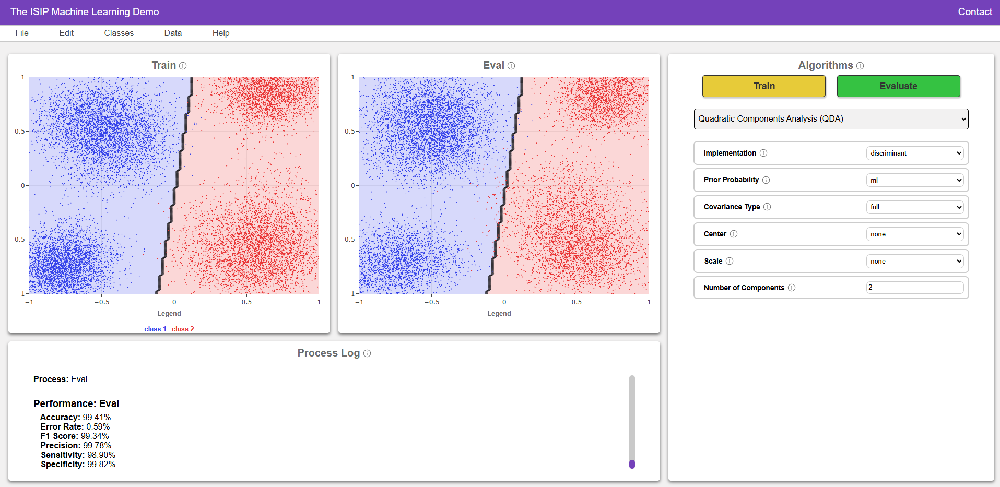 The ISIP Machine Learning Demo
Contact
File Edit Classes Data Help
Train
1
0.5
0
-0.5
−1
−1 −0.5 0 0.5 1
Legend
class 1 class 2
Eval
1
0.5
0
-0.5
−1
−1 −0.5 0 0.5 1
Legend
Algorithms
Train Evaluate
Quadratic Components Analysis (QDA)
Implementation discriminant
Prior Probability ml
Covariance Type full
Center none
Scale none
Number of Components 2
Process Log
Process: Eval
Performance: Eval
Accuracy: 99.41%
Error Rate: 0.59%
F1 Score: 99.34%
Precision: 99.78%
Sensitivity: 98.90%
Specificity: 99.82%